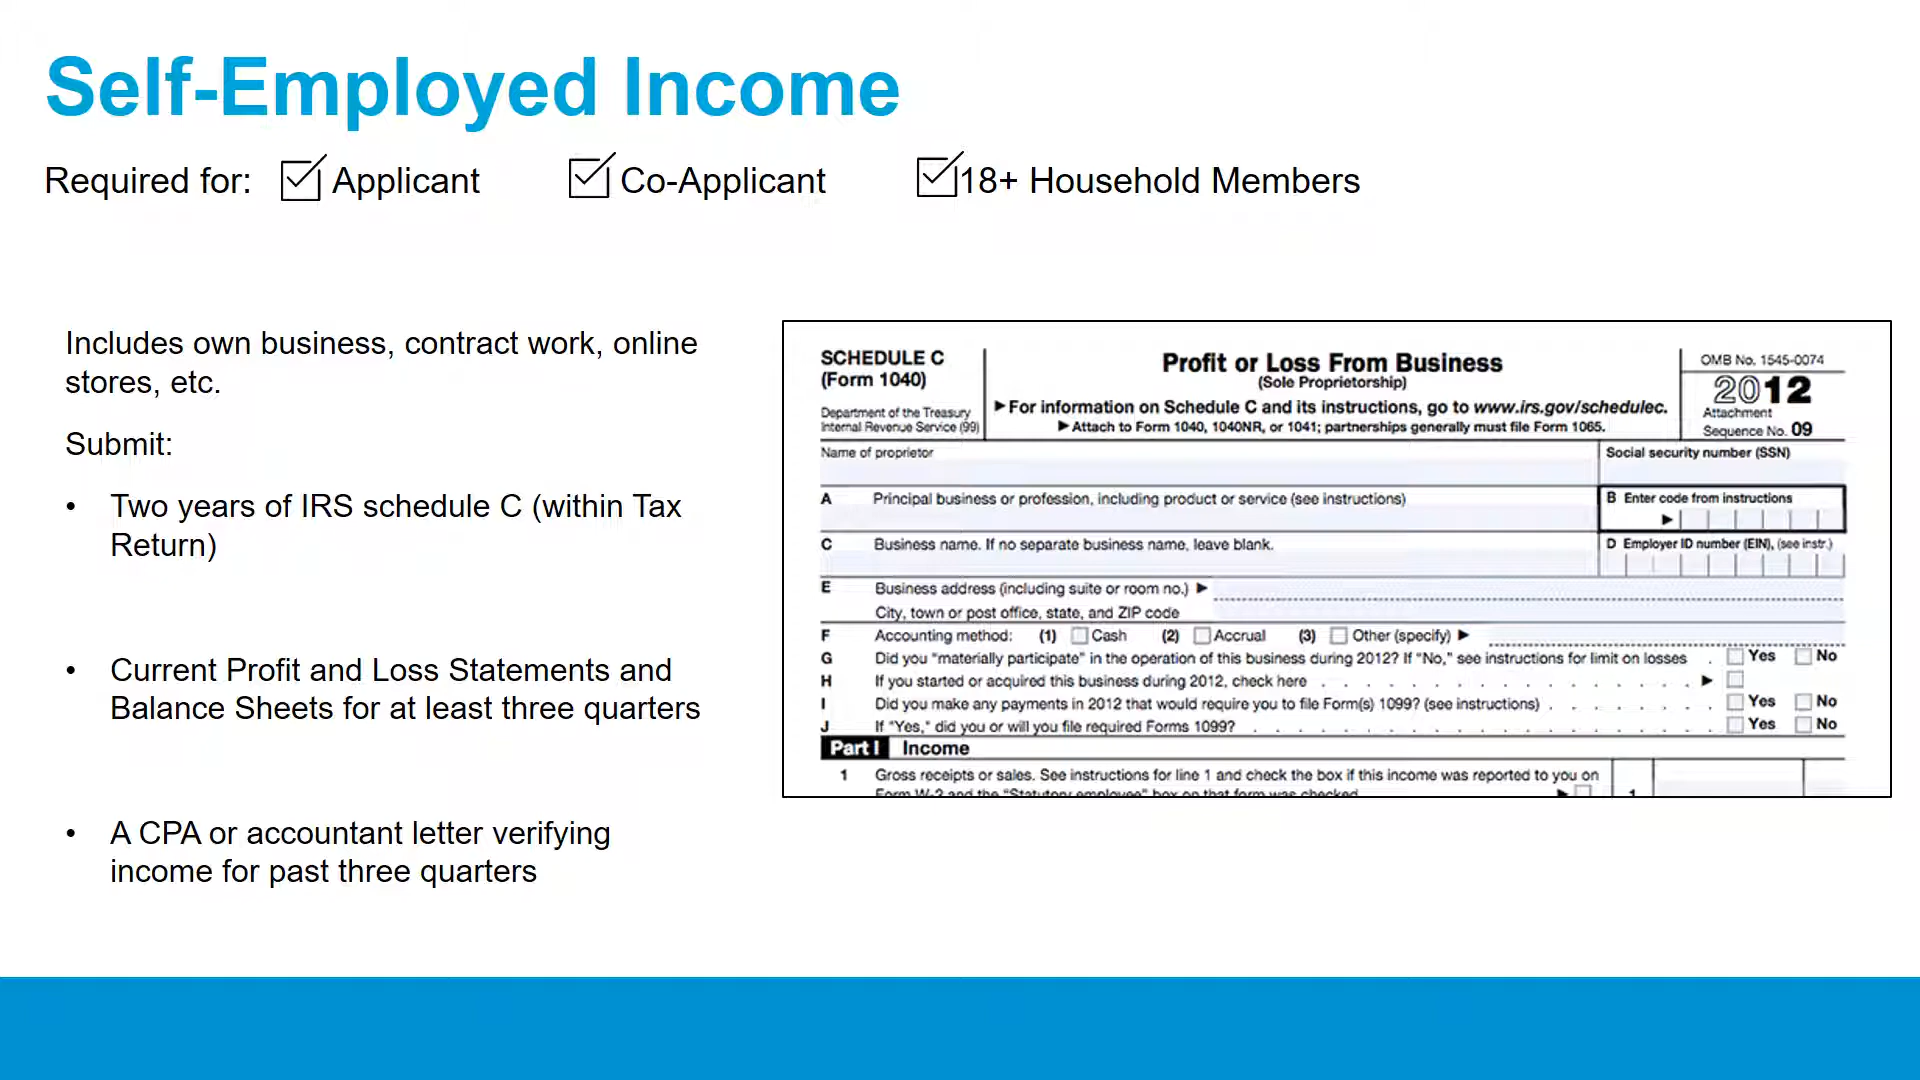 Self-Employed Income
Required for: Applicant Co-Applicant 18+ Household Members
Includes own business, contract work, online
stores, etc.
Submit:
• Two years of IRS schedule C (within Tax
Return)
• Current Profit and Loss Statements and
Balance Sheets for at least three quarters
• A CPA or accountant letter verifying
income for past three quarters
SCHEDULE C
(Form 1040)
Department of the Treasury
Internal Revenue Service (99)
Profit or Loss From Business
(Sole Proprietorship)
▶ For information on Schedule C and its instructions, go to www.irs.gov/schedulec.
▶ Attach to Form 1040, 1040NR, or 1041; partnerships generally must file Form 1065.
OMB No. 1545-0074
2012
Attachment
Sequence No. 09
Name of proprietor
Social security number (SSN)
A Principal business or profession, including product or service (see instructions)
B Enter code from instructions
▶
C Business name. If no separate business name, leave blank.
D Employer ID number (EIN), (see instr.)
E Business address (including suite or room no.) ▶
City, town or post office, state, and ZIP code
F Accounting method: (1) Cash (2) Accrual (3) Other (specify) ▶
G Did you "materially participate" in the operation of this business during 2012? If "No," see instructions for limit on losses . Yes No
H If you started or acquired this business during 2012, check here . . . . . . . . . . . . . . . . ▶
I Did you make any payments in 2012 that would require you to file Form(s) 1099? (see instructions) . . . . . . . . Yes No
J If "Yes," did you or will you file required Forms 1099? . . . . . . . . . . . . . . . . . . . Yes No
Part I Income
1 Gross receipts or sales. See instructions for line 1 and check the box if this income was reported to you on
Form W-2 and the "Statutory employee" box on that form was checked ▶ 1